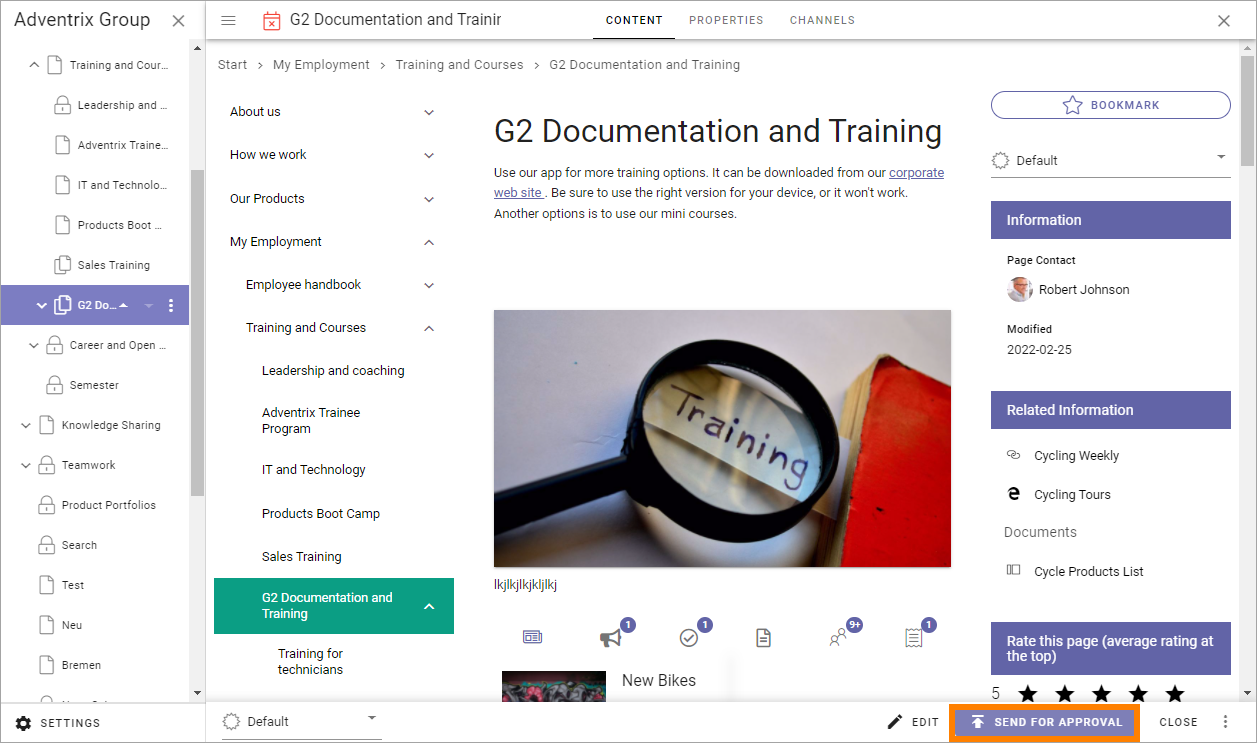 Adventrix Group
G2 Documentation and Trainin
CONTENT
PROPERTIES
CHANNELS
Training and Cour...
Leadership and ...
Adventrix Traine...
IT and Technolo...
Products Boot ...
Sales Training
G2 Do...
Career and Open ...
Semester
Knowledge Sharing
Teamwork
Product Portfolios
Search
Test
Neu
Bremen
SETTINGS
Start > My Employment > Training and Courses > G2 Documentation and Training
About us
How we work
Our Products
My Employment
Employee handbook
Training and Courses
Leadership and coaching
Adventrix Trainee
Program
IT and Technology
Products Boot Camp
Sales Training
G2 Documentation and
Training
Training for
technicians
G2 Documentation and Training
Use our app for more training options. It can be downloaded from our corporate
web site . Be sure to use the right version for your device, or it won't work.
Another options is to use our mini courses.
Training
lkjlkjlkjkljlkj
1
1
9+
1
New Bikes
BOOKMARK
Default
Information
Page Contact
Robert Johnson
Modified
2022-02-25
Related Information
Cycling Weekly
Cycling Tours
Documents
Cycle Products List
Rate this page (average rating at
the top)
5
Default
EDIT
SEND FOR APPROVAL
CLOSE